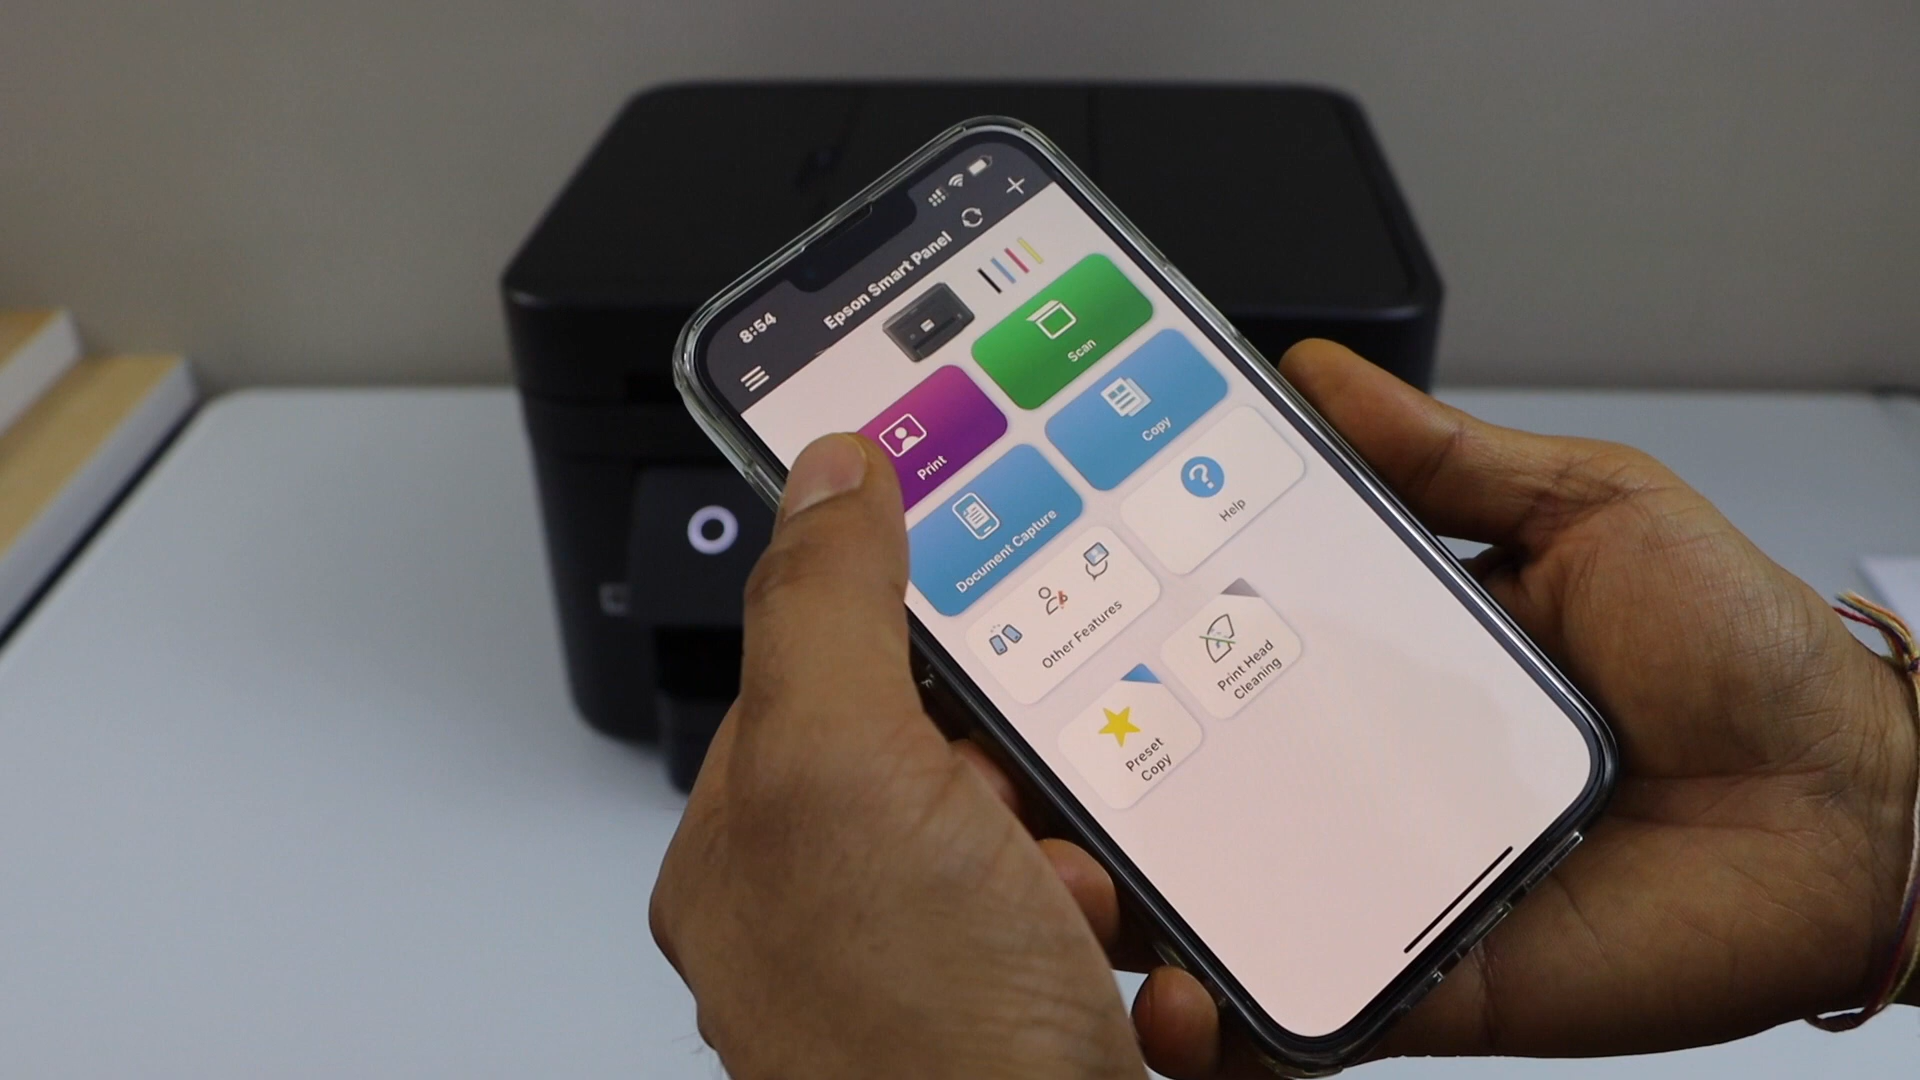 8:54
Epson Smart Panel
Print
Scan
Document Capture
Copy
Other Features
Help
Preset
Copy
Print Head
Cleaning